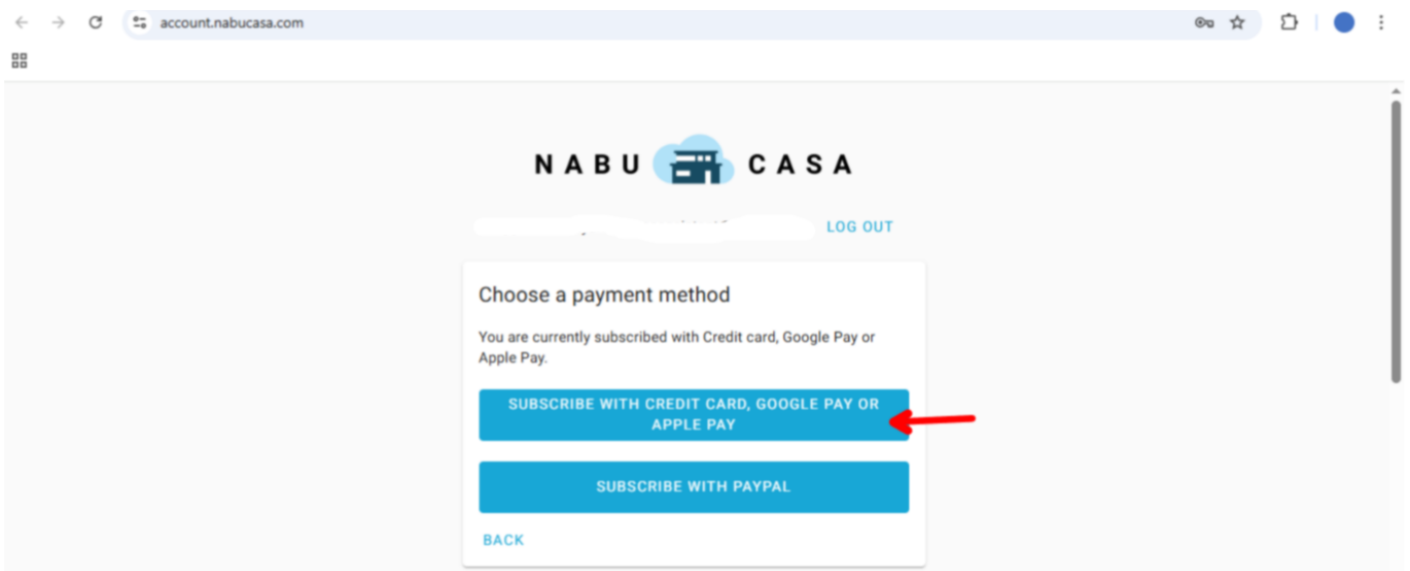 account.nabucasa.com
NABU CASA
LOG OUT
Choose a payment method
You are currently subscribed with Credit card, Google Pay or
Apple Pay.
SUBSCRIBE WITH CREDIT CARD, GOOGLE PAY OR
APPLE PAY
SUBSCRIBE WITH PAYPAL
BACK